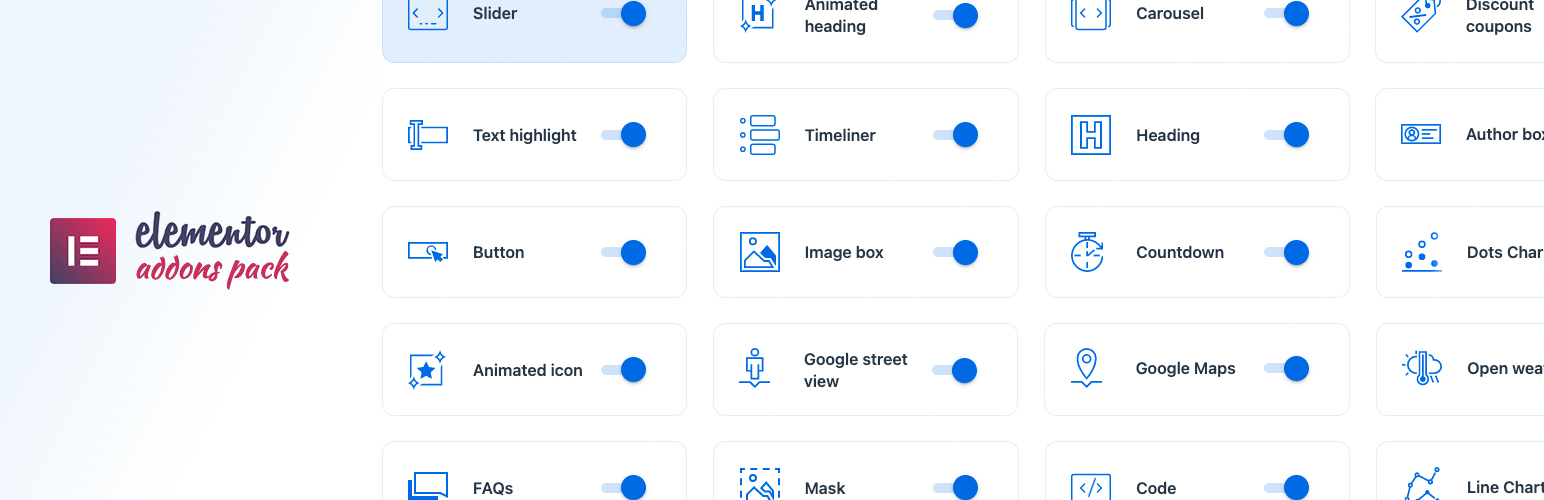 Slider
Animated
heading
Carousel
Discount
coupons
Text highlight
Timeliner
Heading
Author box
elementor
addons pack
Button
Image box
Countdown
Dots Char
Animated icon
Google street
view
Google Maps
Open wea
FAQs
Mask
Code
Line Chart